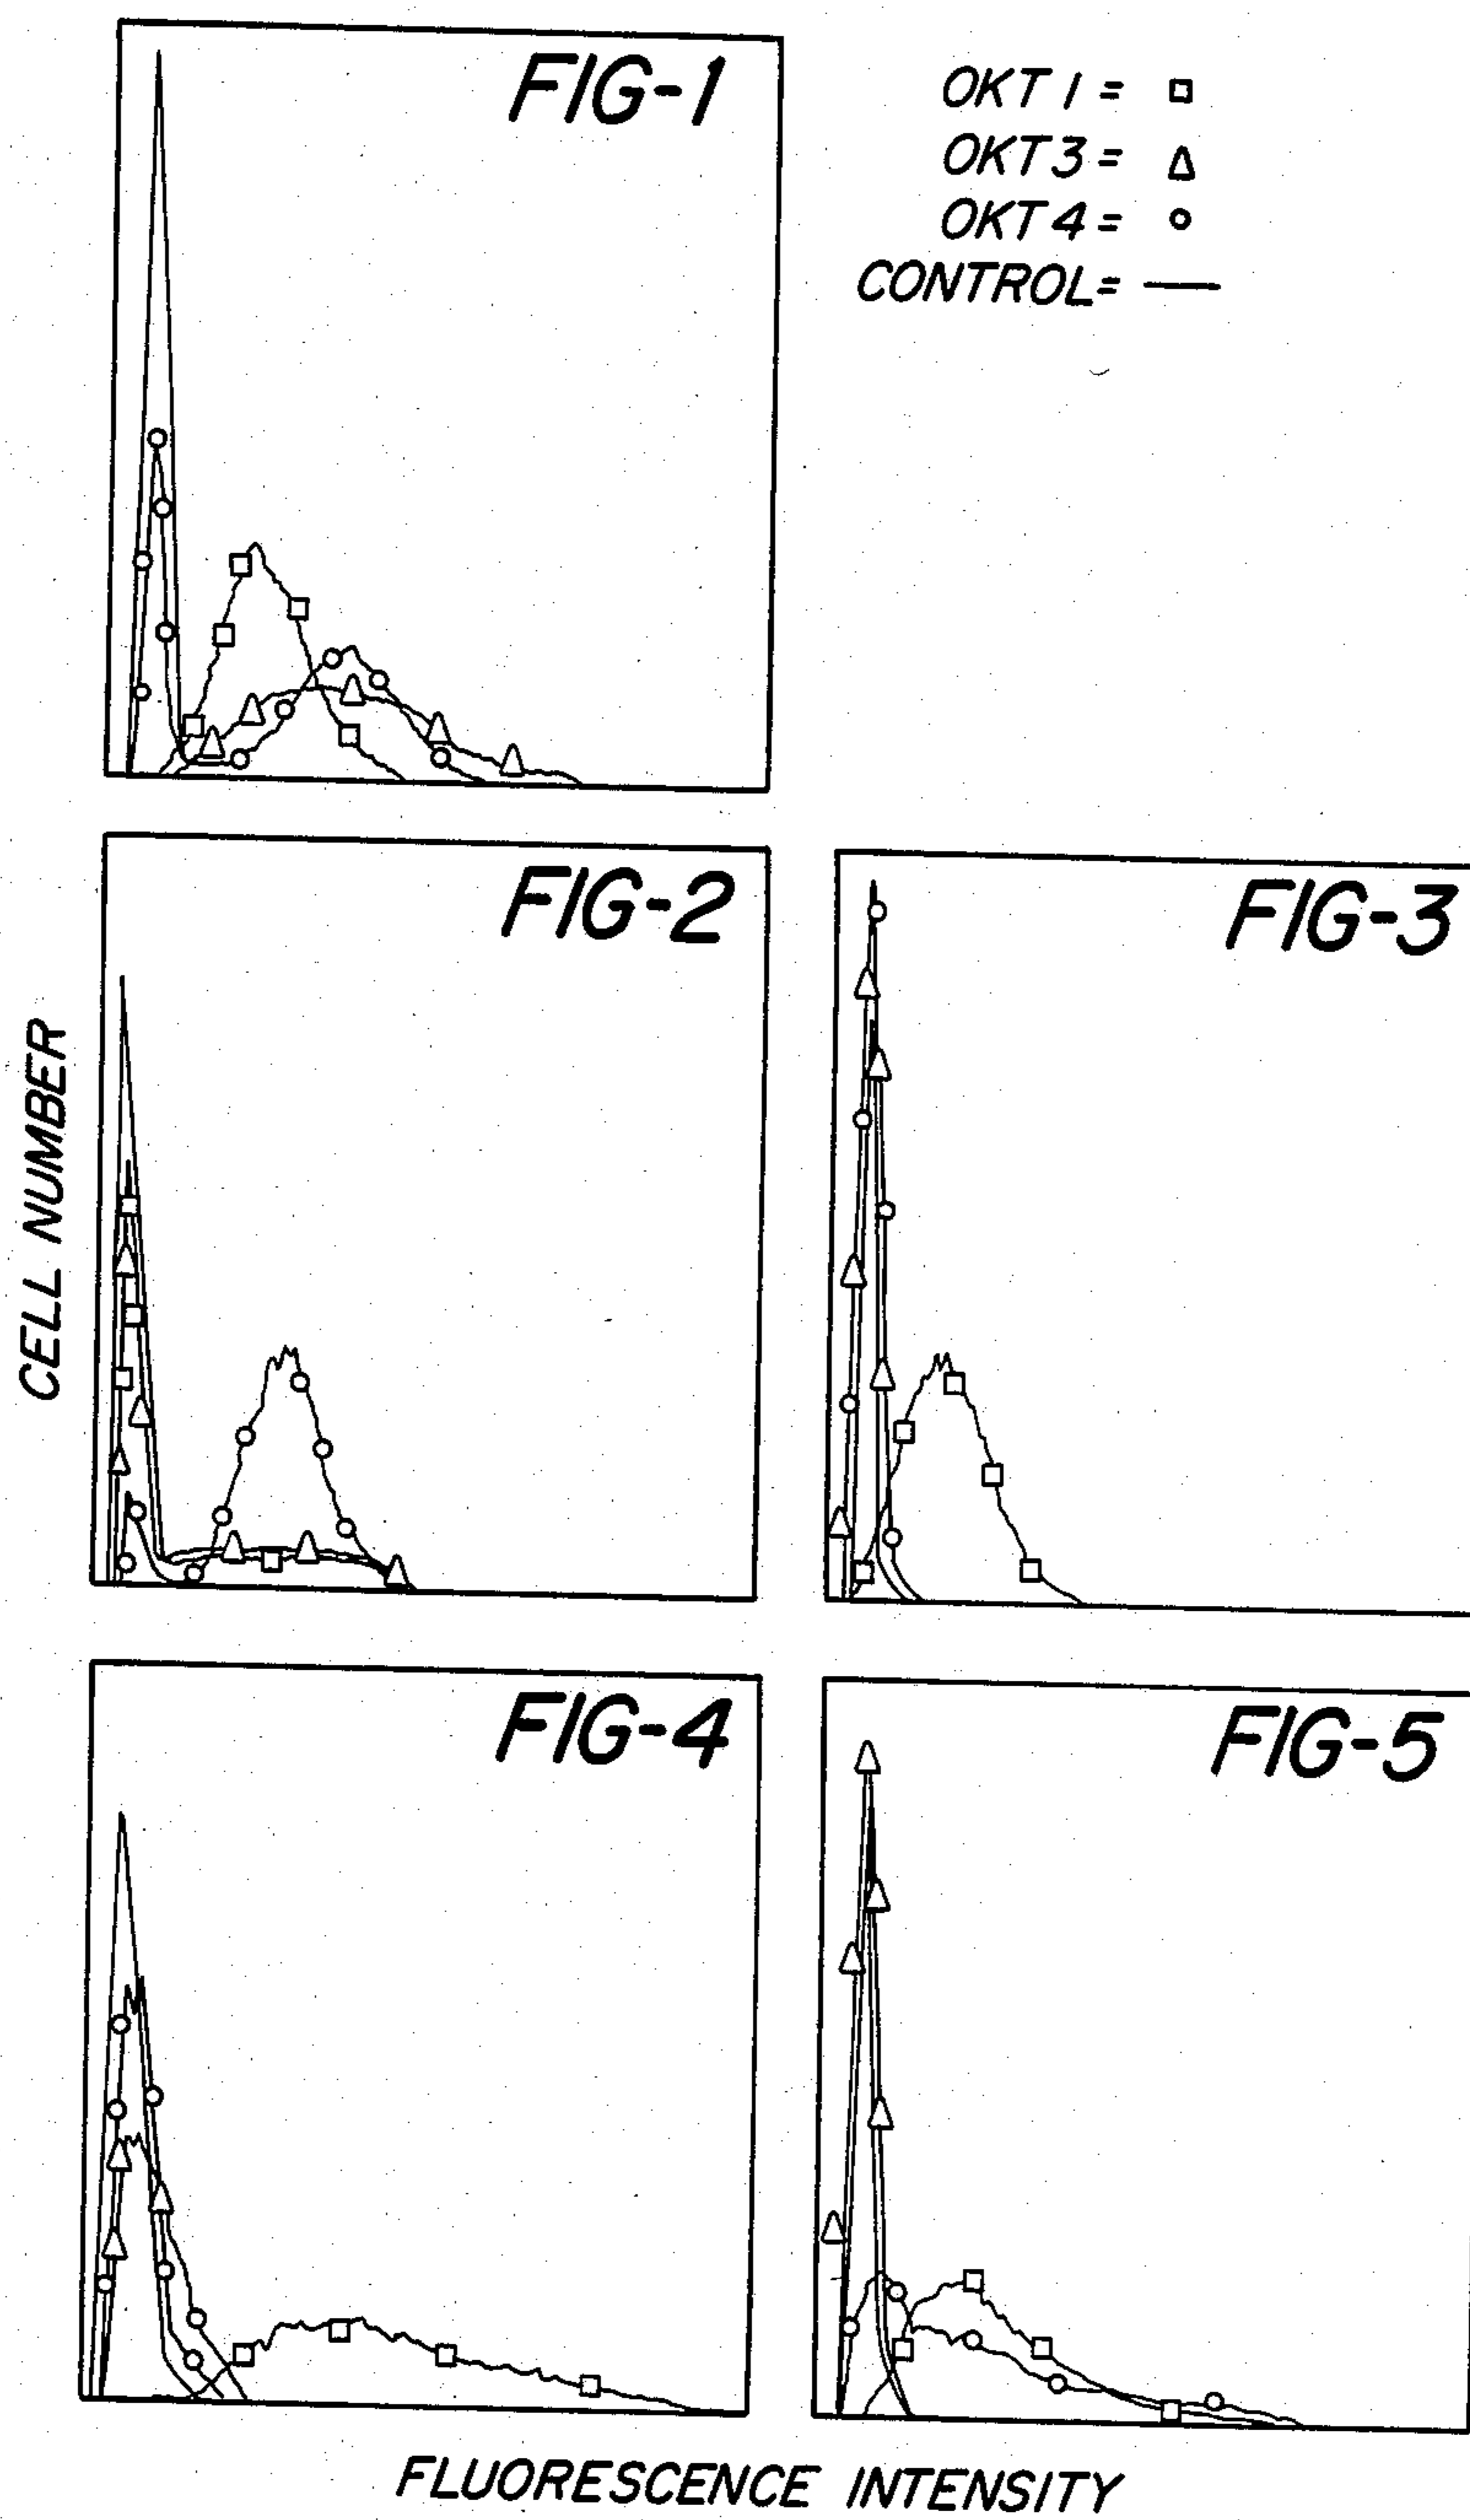 FIG-1
OKT 1 = □
OKT 3 = △
OKT 4 = ○
CONTROL = —
FIG-2
FIG-3
CELL NUMBER
FIG-4
FIG-5
FLUORESCENCE INTENSITY